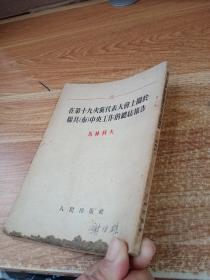 在第十九次黨代表大會上關於
聯共(布)中央工作的總結報告
馬林科夫
人民出版社